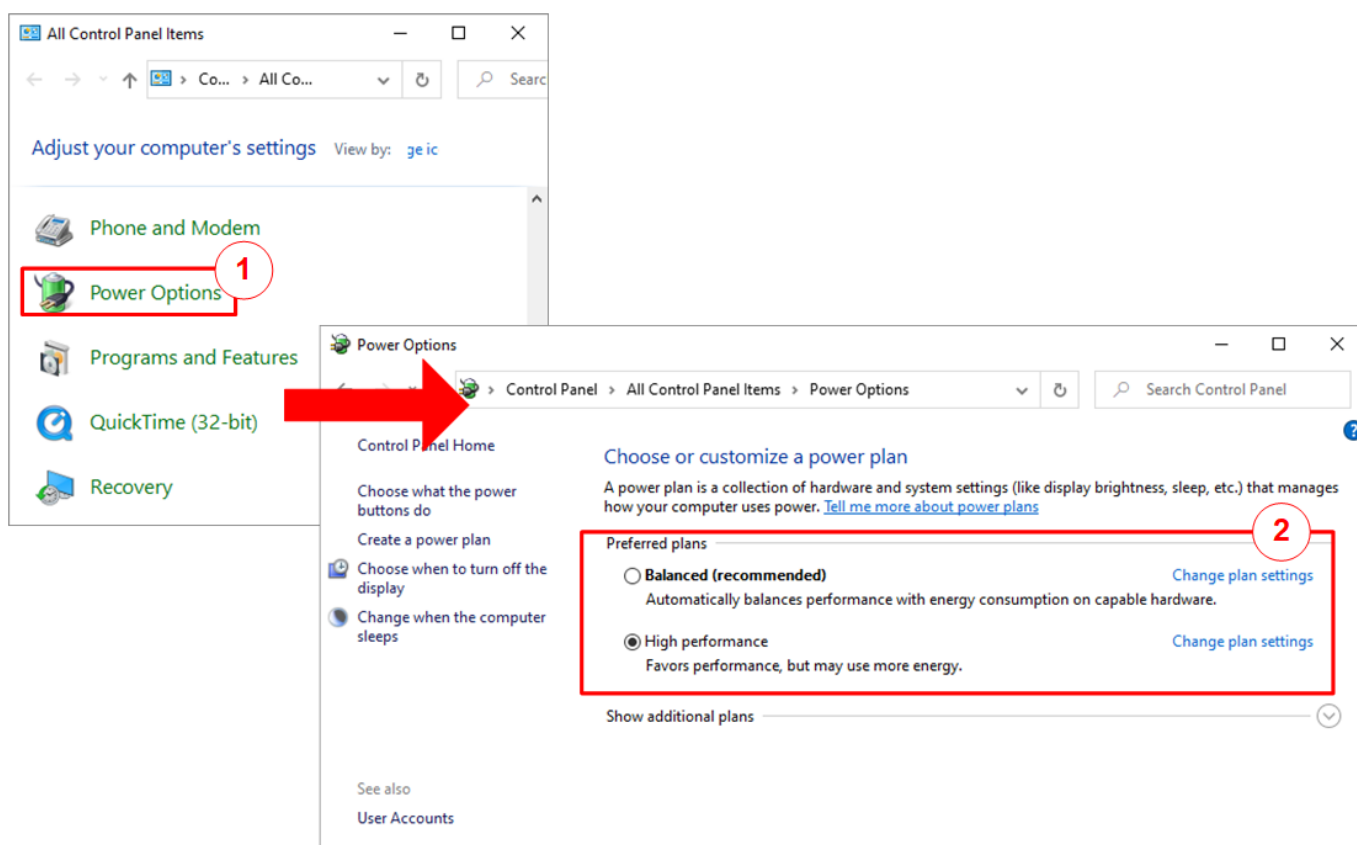 All Control Panel Items
Co... > All Co...
Searc
Adjust your computer's settings View by: ge ic
Phone and Modem
1
Power Options
Programs and Features
QuickTime (32-bit)
Recovery
Power Options
Control Panel > All Control Panel Items > Power Options
Search Control Panel
?
Control Panel Home
Choose what the power
buttons do
Create a power plan
Choose when to turn off the
display
Change when the computer
sleeps
See also
User Accounts
Choose or customize a power plan
A power plan is a collection of hardware and system settings (like display brightness, sleep, etc.) that manages
how your computer uses power. Tell me more about power plans
2
Preferred plans
Balanced (recommended) Change plan settings
Automatically balances performance with energy consumption on capable hardware.
High performance Change plan settings
Favors performance, but may use more energy.
Show additional plans